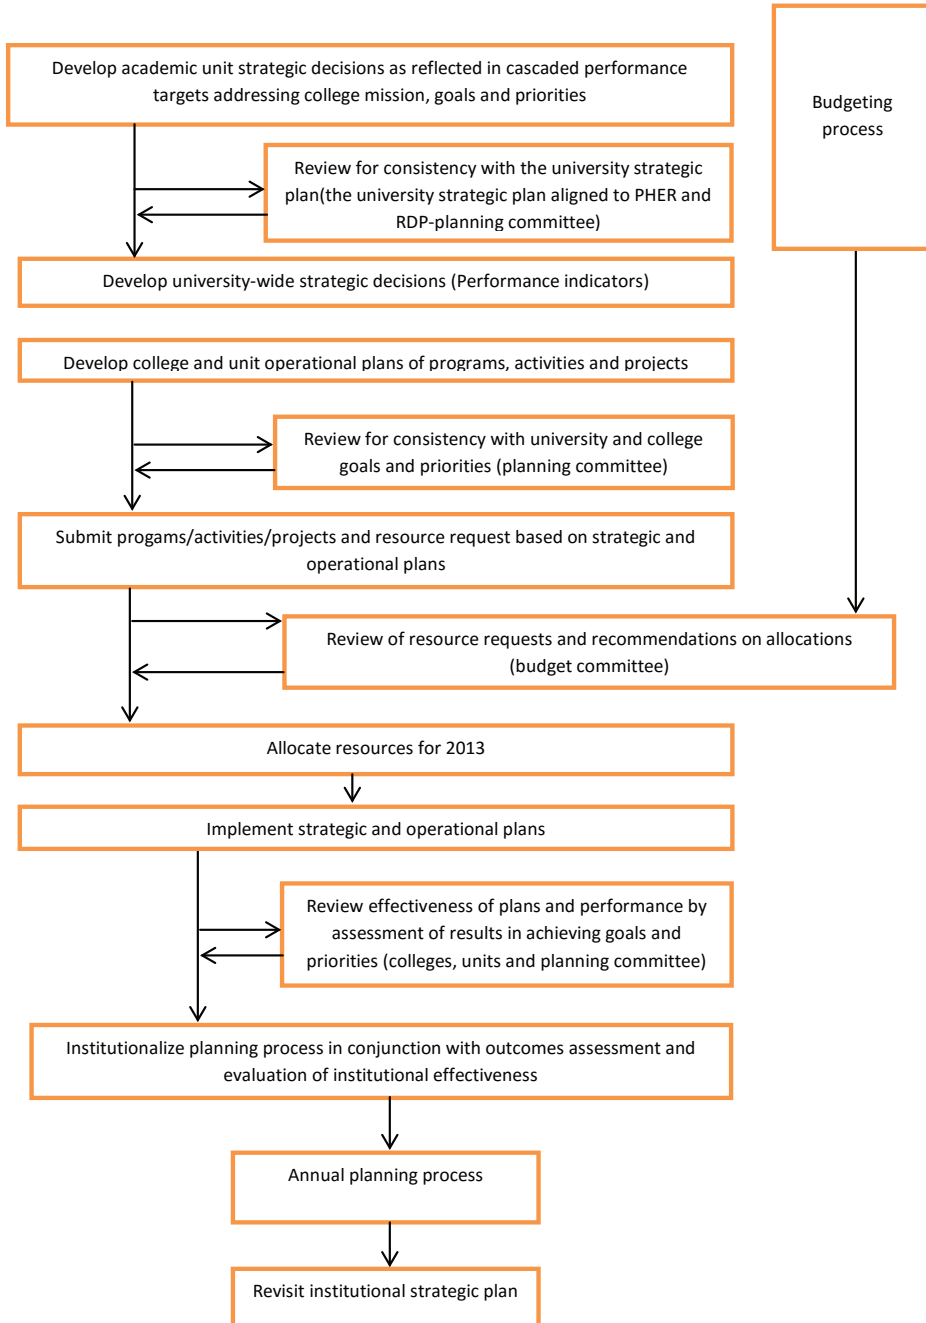 Develop academic unit strategic decisions as reflected in cascaded performance
targets addressing college mission, goals and priorities
Budgeting
process
Review for consistency with the university strategic
plan(the university strategic plan aligned to PHER and
RDP-planning committee)
Develop university-wide strategic decisions (Performance indicators)
Develop college and unit operational plans of programs, activities and projects
Review for consistency with university and college
goals and priorities (planning committee)
Submit progams/activities/projects and resource request based on strategic and
operational plans
Review of resource requests and recommendations on allocations
(budget committee)
Allocate resources for 2013
Implement strategic and operational plans
Review effectiveness of plans and performance by
assessment of results in achieving goals and
priorities (colleges, units and planning committee)
Institutionalize planning process in conjunction with outcomes assessment and
evaluation of institutional effectiveness
Annual planning process
Revisit institutional strategic plan